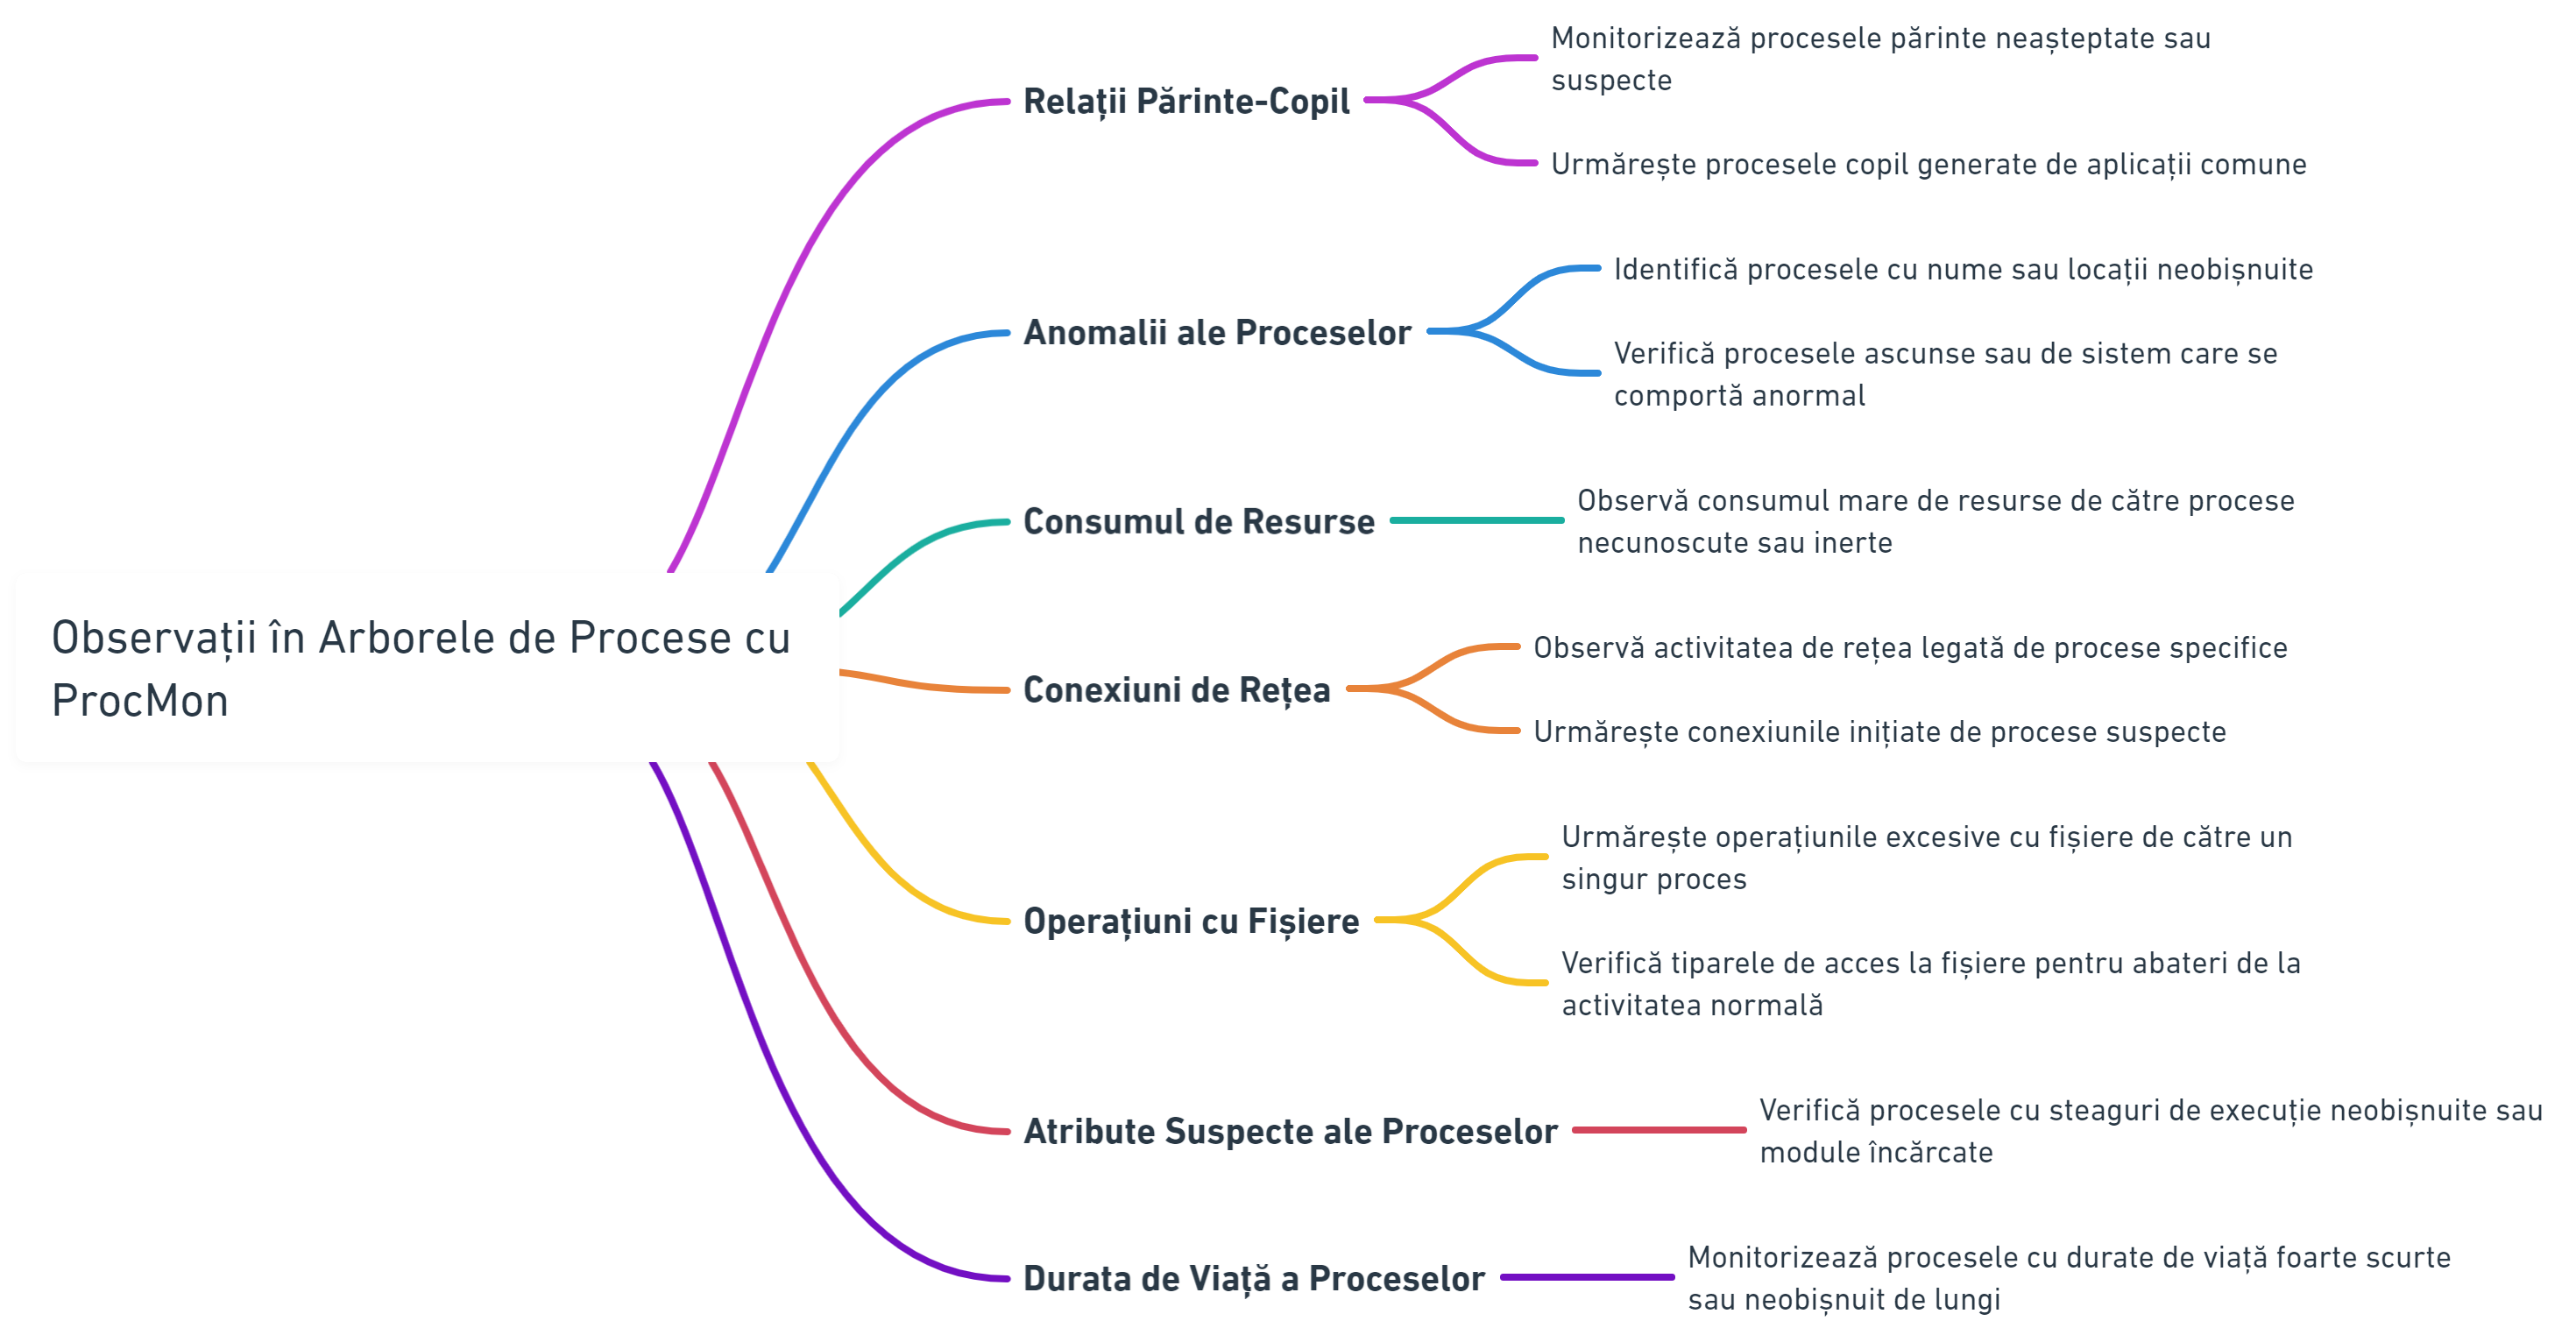 Observații în Arborele de Procese cu
ProcMon
Relații Părinte-Copil
Monitorizează procesele părinte neașteptate sau
suspecte
Urmărește procesele copil generate de aplicații comune
Anomalii ale Proceselor
Identifică procesele cu nume sau locații neobișnuite
Verifică procesele ascunse sau de sistem care se
comportă anormal
Consumul de Resurse
Observă consumul mare de resurse de către procese
necunoscute sau inerte
Conexiuni de Rețea
Observă activitatea de rețea legată de procese specifice
Urmărește conexiunile inițiate de procese suspecte
Operațiuni cu Fișiere
Urmărește operațiunile excesive cu fișiere de către un
singur proces
Verifică tiparele de acces la fișiere pentru abateri de la
activitatea normală
Atribute Suspecte ale Proceselor
Verifică procesele cu steaguri de execuție neobișnuite sau
module încărcate
Durata de Viață a Proceselor
Monitorizează procesele cu durate de viață foarte scurte
sau neobișnuit de lungi